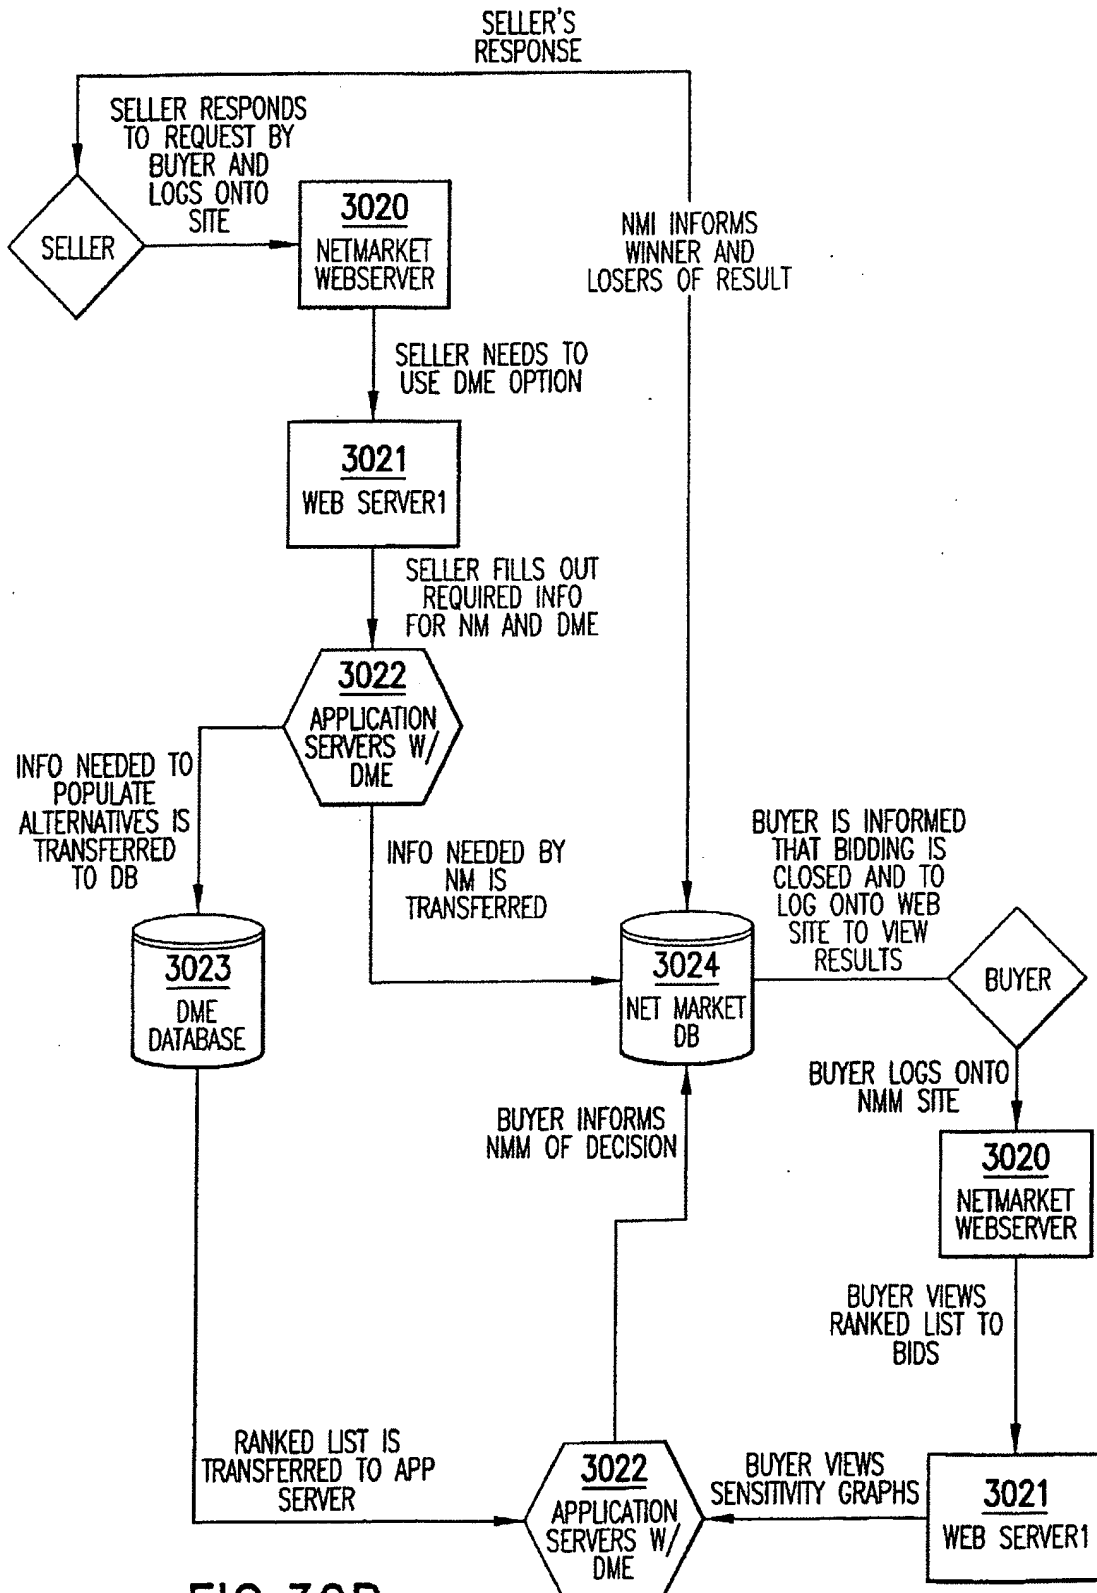 SELLER'S
RESPONSE
SELLER RESPONDS
TO REQUEST BY
BUYER AND
LOGS ONTO
SITE
SELLER
3020
NETMARKET
WEBSERVER
NMI INFORMS
WINNER AND
LOSERS OF RESULT
SELLER NEEDS TO
USE DME OPTION
3021
WEB SERVER1
SELLER FILLS OUT
REQUIRED INFO
FOR NM AND DME
3022
APPLICATION
SERVERS W/
DME
INFO NEEDED TO
POPULATE
ALTERNATIVES IS
TRANSFERRED
TO DB
INFO NEEDED BY
NM IS
TRANSFERRED
BUYER IS INFORMED
THAT BIDDING IS
CLOSED AND TO
LOG ONTO WEB
SITE TO VIEW
RESULTS
3023
DME
DATABASE
3024
NET MARKET
DB
BUYER
BUYER LOGS ONTO
NMM SITE
BUYER INFORMS
NMM OF DECISION
3020
NETMARKET
WEBSERVER
BUYER VIEWS
RANKED LIST TO
BIDS
RANKED LIST IS
TRANSFERRED TO APP
SERVER
3022
APPLICATION
SERVERS W/
DME
BUYER VIEWS
SENSITIVITY GRAPHS
3021
WEB SERVER1